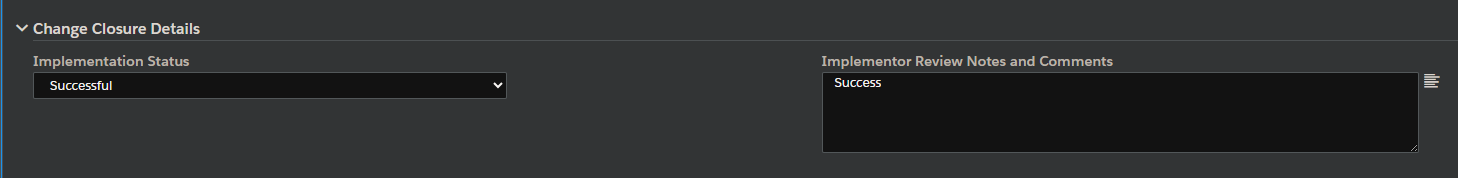 Change Closure Details
Implementation Status
Successful
Implementor Review Notes and Comments
Success